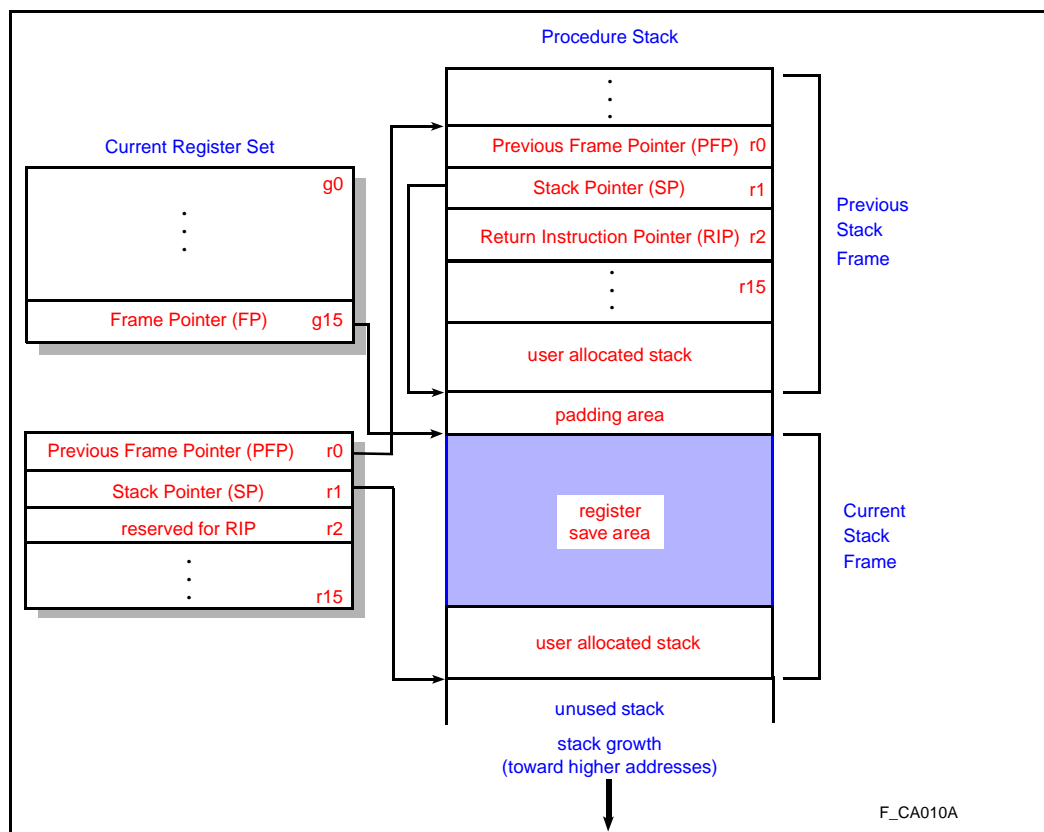 Procedure Stack
Current Register Set
g0
Frame Pointer (FP) g15
Previous Frame Pointer (PFP) r0
Stack Pointer (SP) r1
reserved for RIP r2
r15
Previous Frame Pointer (PFP) r0
Stack Pointer (SP) r1
Return Instruction Pointer (RIP) r2
r15
user allocated stack
padding area
register
save area
user allocated stack
unused stack
stack growth
(toward higher addresses)
Previous
Stack
Frame
Current
Stack
Frame
F_CA010A